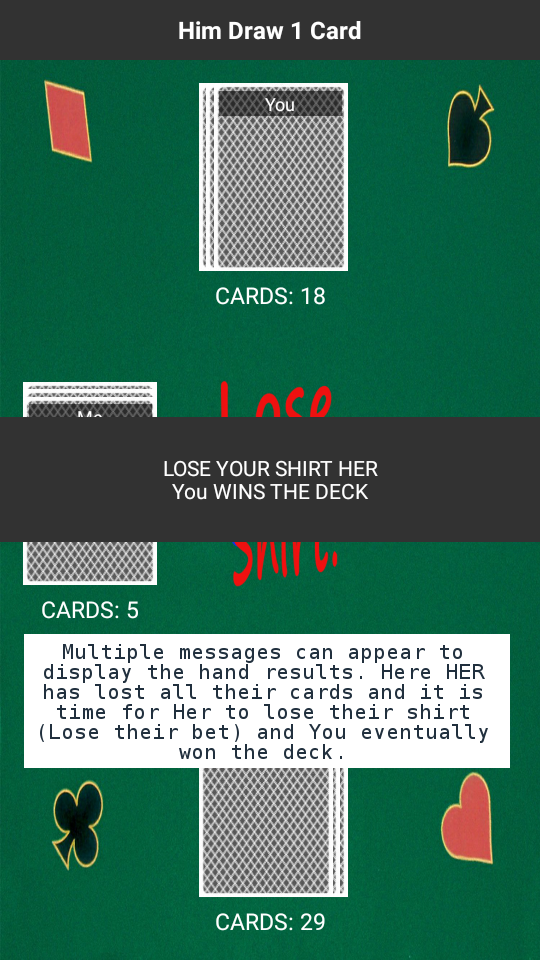 Him Draw 1 Card
You
CARDS: 18
Me
Lose
LOSE YOUR SHIRT HER
You WINS THE DECK
shirt.
CARDS: 5
Multiple messages can appear to
display the hand results. Here HER
has lost all their cards and it is
time for Her to lose their shirt
(Lose their bet) and You eventually
won the deck.
CARDS: 29